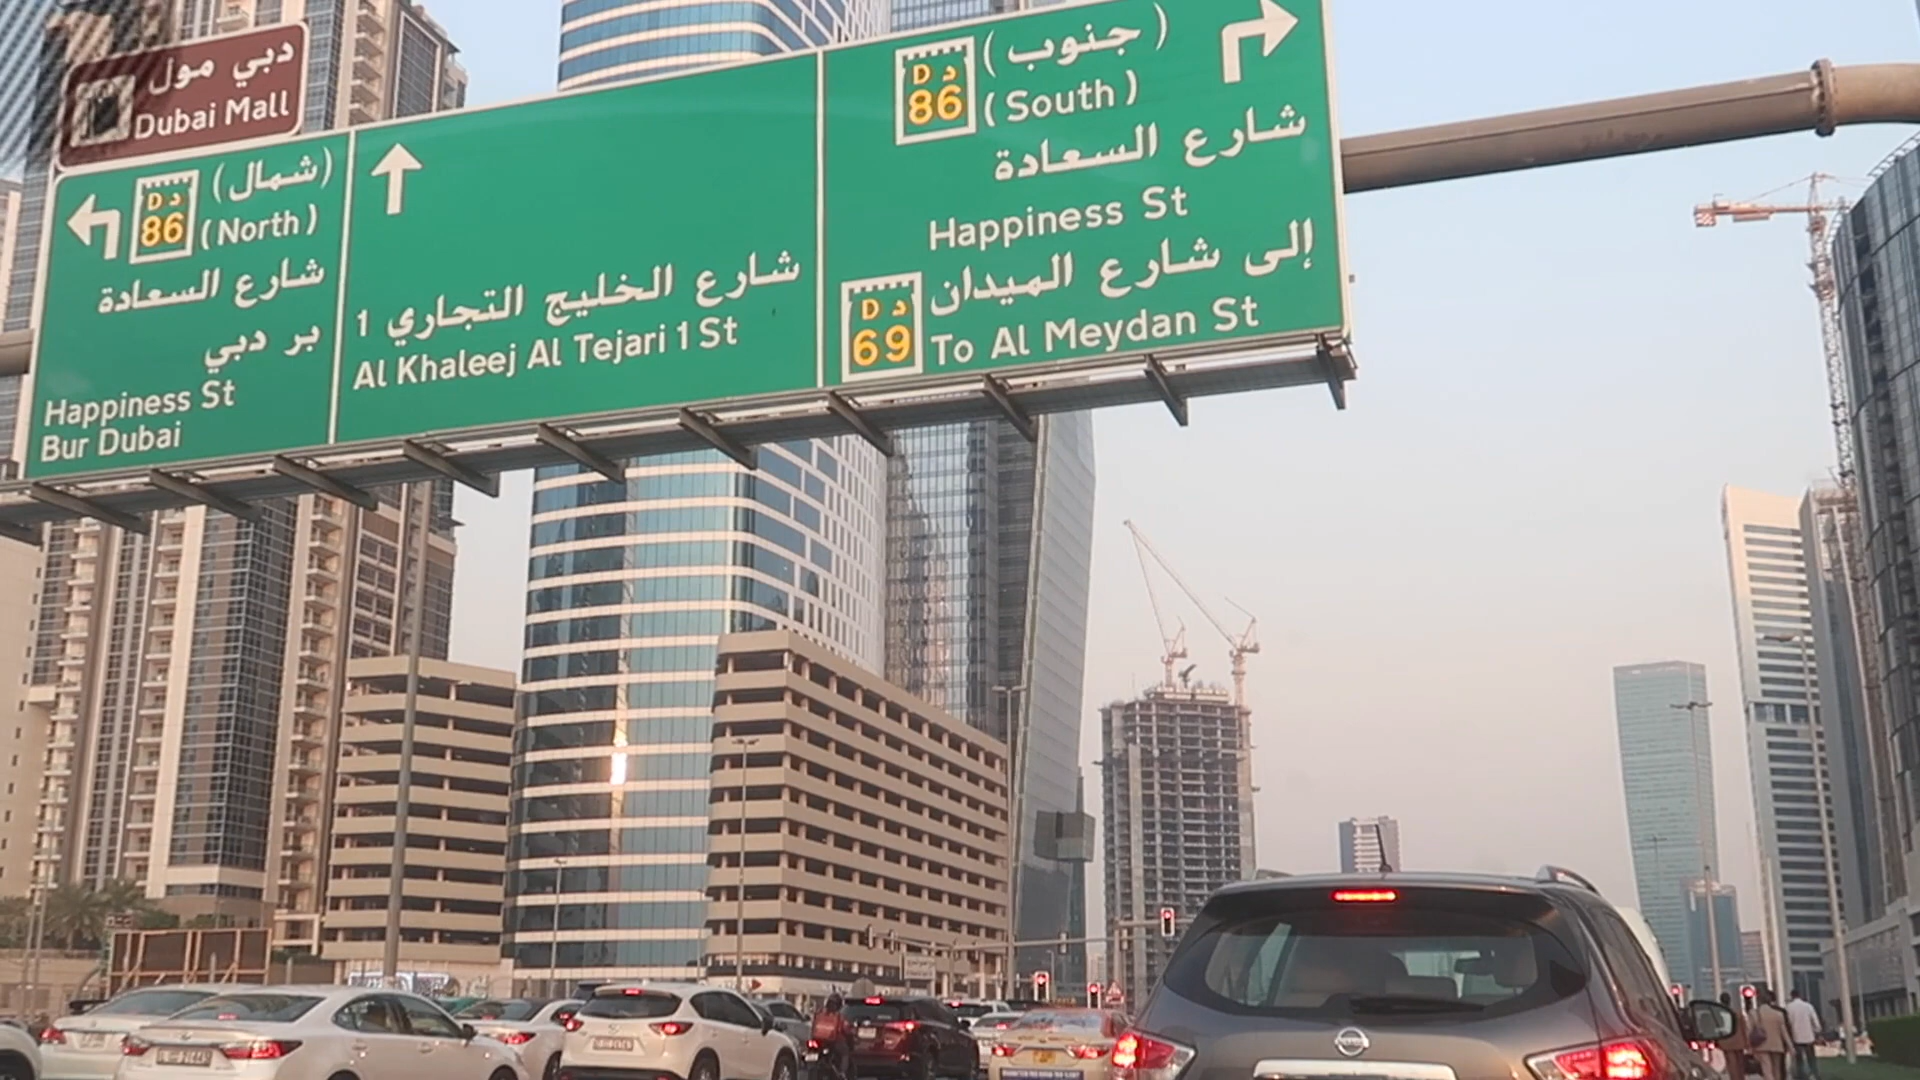 دبي مول
Dubai Mall
D د
86
(شمال)
(North)
شارع السعادة
بر دبي
Happiness St
Bur Dubai
شارع الخليج التجاري 1
Al Khaleej Al Tejari 1 St
D د
86
(جنوب)
(South)
شارع السعادة
Happiness St
إلى شارع الميدان
D د
69
To Al Meydan St